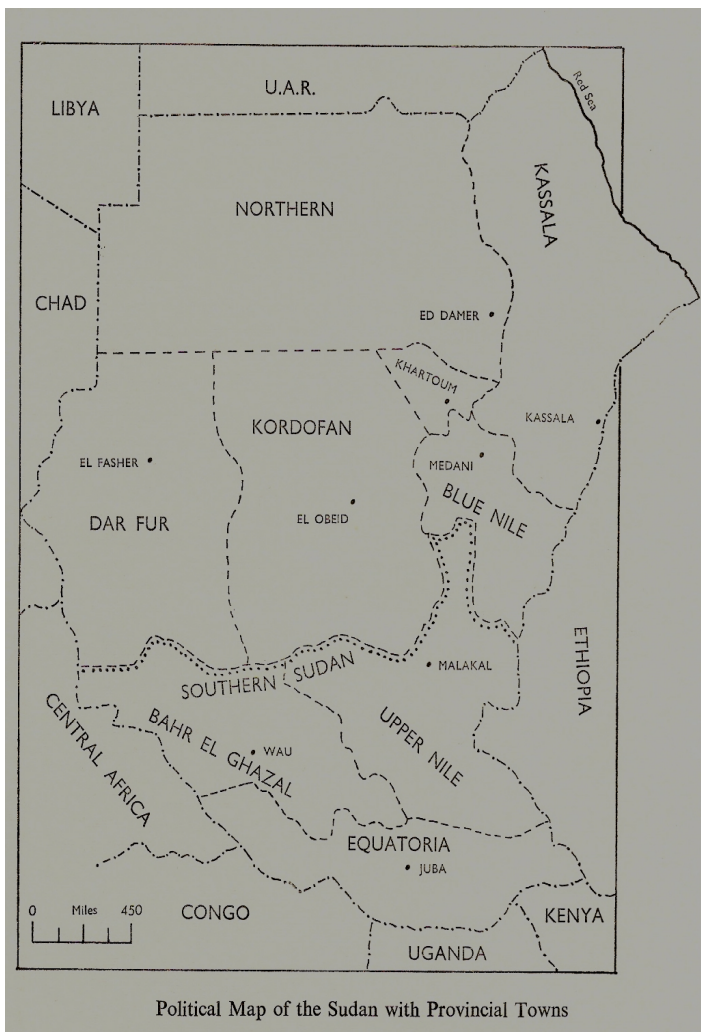 LIBYA
U.A.R.
Red Sea
KASSALA
NORTHERN
CHAD
ED DAMER
KHARTOUM
KASSALA
KORDOFAN
EL FASHER
MEDANI
BLUE NILE
EL OBEID
DAR FUR
ETHIOPIA
MALAKAL
SOUTHERN SUDAN
CENTRAL AFRICA
BAHR EL GHAZAL
UPPER NILE
WAU
EQUATORIA
JUBA
0 Miles 450
CONGO
KENYA
UGANDA
Political Map of the Sudan with Provincial Towns